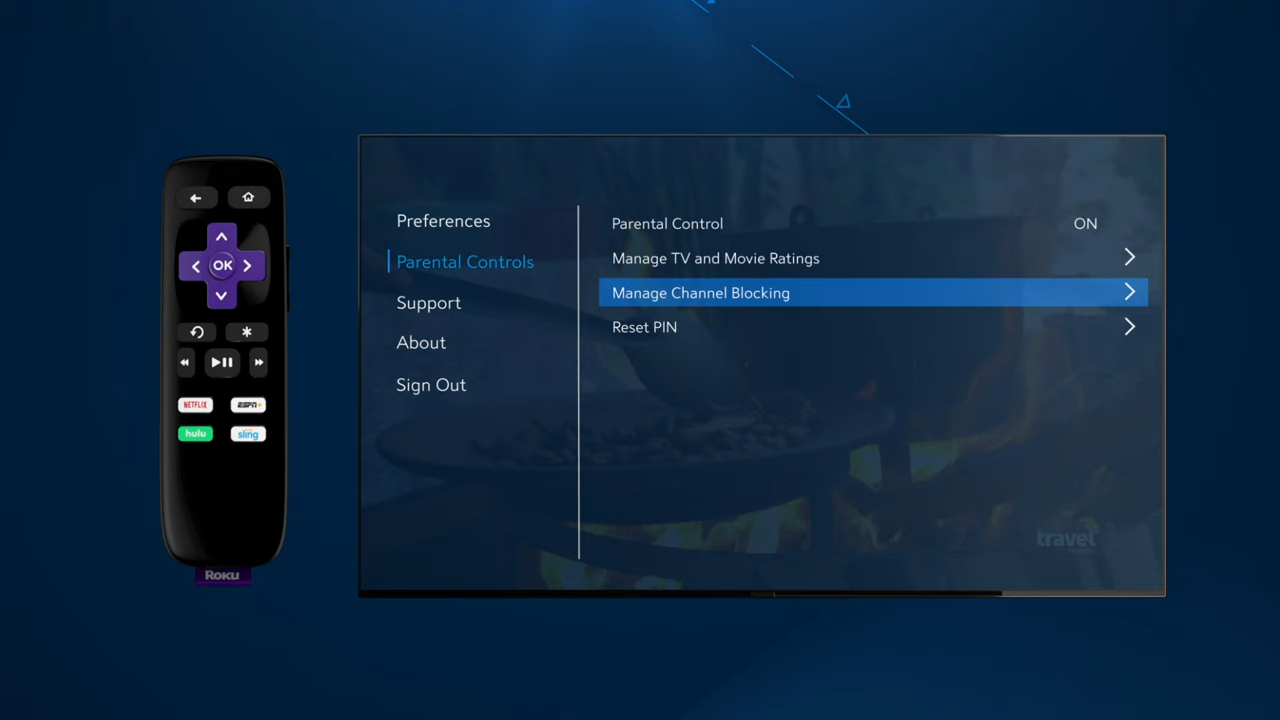 OK
NETFLIX
ESPN+
hulu
sling
Roku
Preferences
Parental Controls
Support
About
Sign Out
Parental Control
ON
Manage TV and Movie Ratings
Manage Channel Blocking
Reset PIN
travel